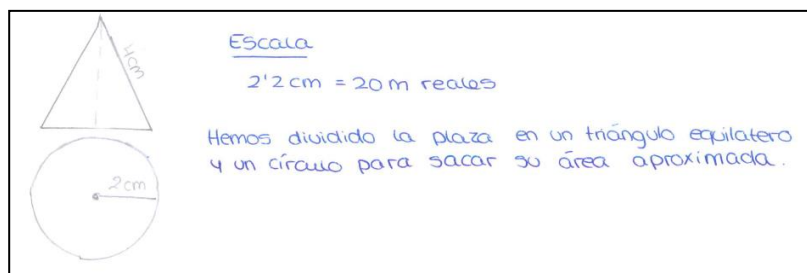 4cm
Escala
2'2 cm = 20 m reales
Hemos dividido la plaza en un triángulo equilatero
y un círculo para sacar su área aproximada.
2cm